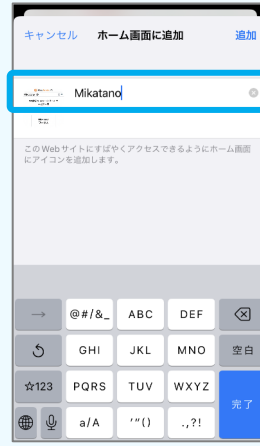 キャンセル ホーム画面に追加 追加
Mikatano
このWebサイトにすばやくアクセスできるようにホーム画面
にアイコンを追加します。
→ @#/&_ ABC DEF
GHI JKL MNO 空白
☆123 PQRS TUV WXYZ
完了
a/A '"() .,?!